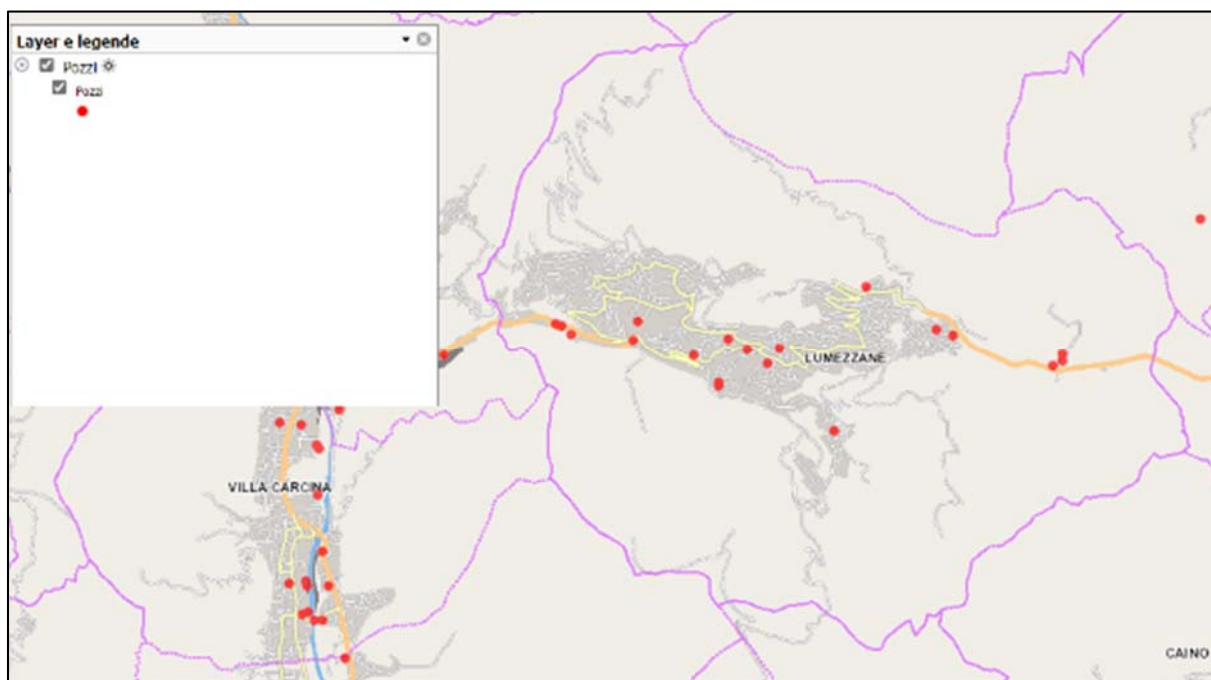 Layer e legende
Pozzi
Pozzi
LUMEZZANE
VILLA CARCINA
CAINO